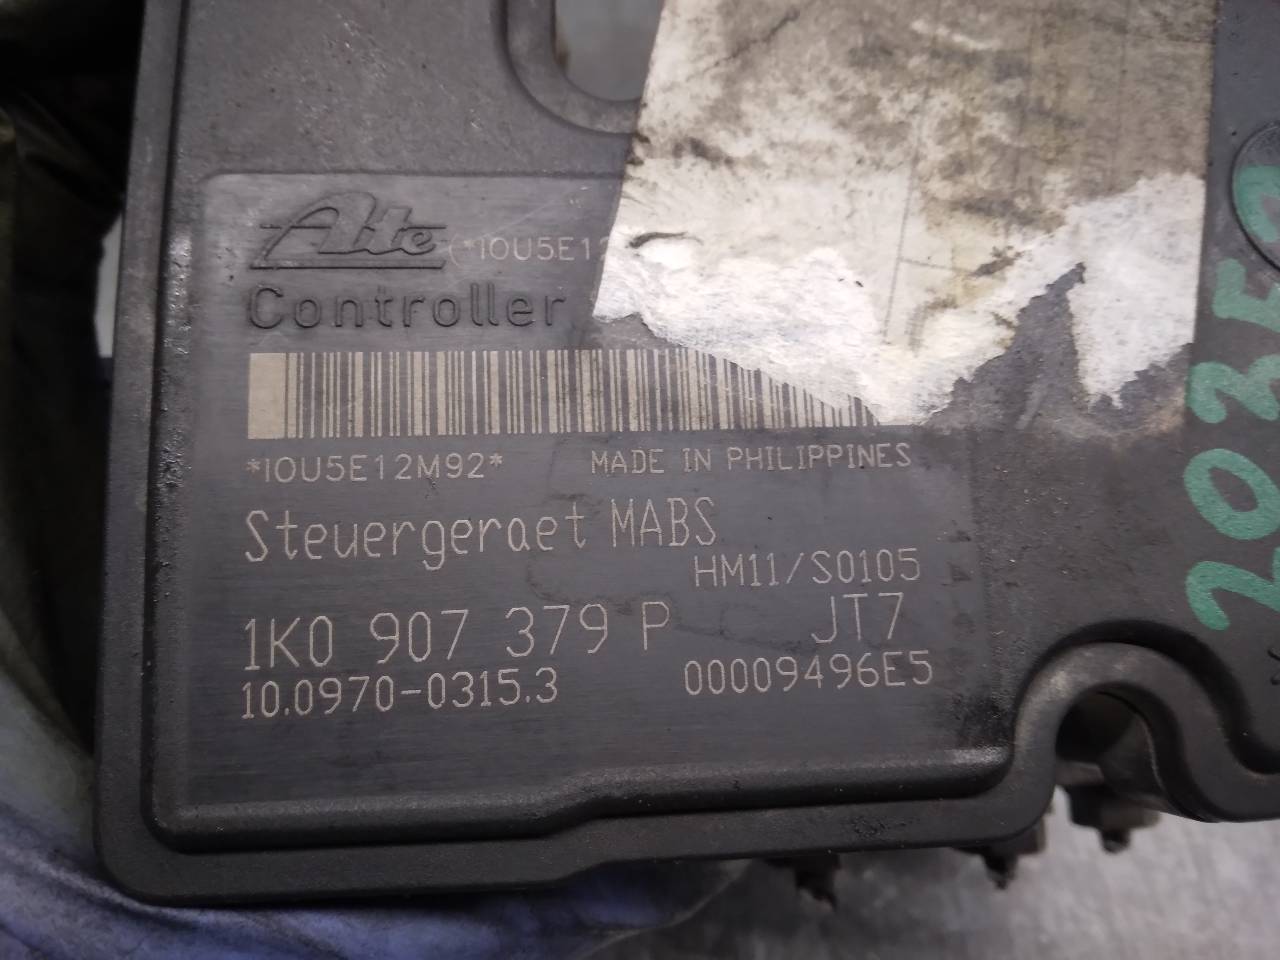 Ate (*IOU5E12
Controller
*IOU5E12M92* MADE IN PHILIPPINES
Steuergeraet MABS
HM11/S0105
1K0 907 379 P JT7
10.0970-0315.3 00009496E5